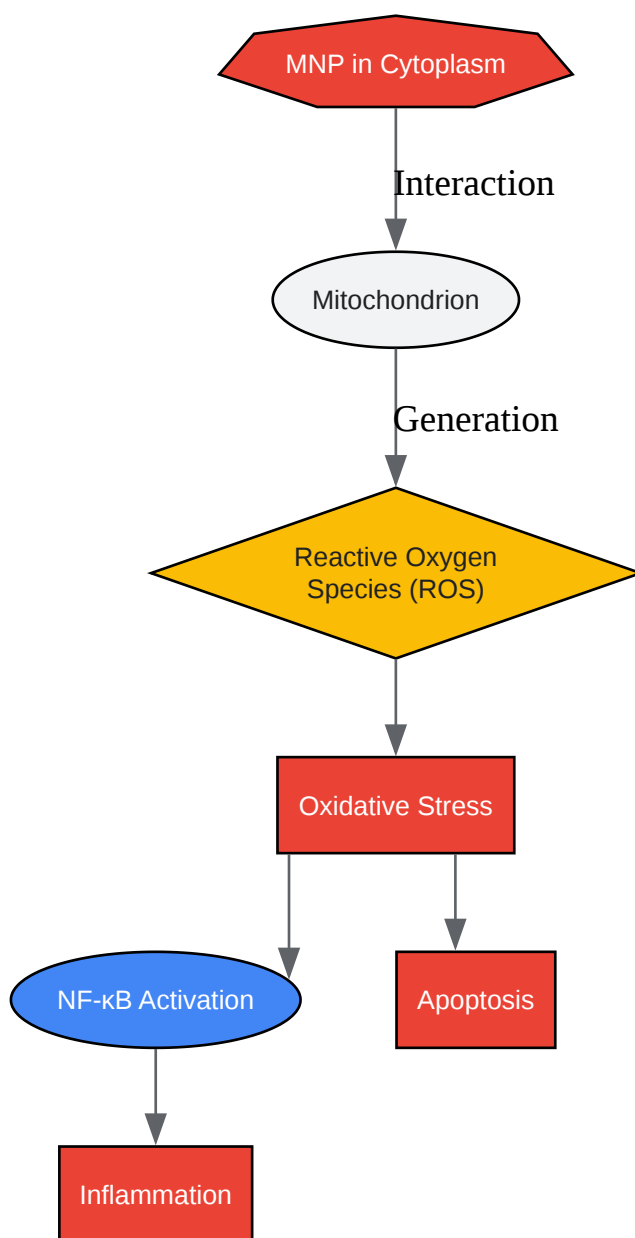 MNP in Cytoplasm
Interaction
Mitochondrion
Generation
Reactive Oxygen
Species (ROS)
Oxidative Stress
NF-κB Activation
Apoptosis
Inflammation